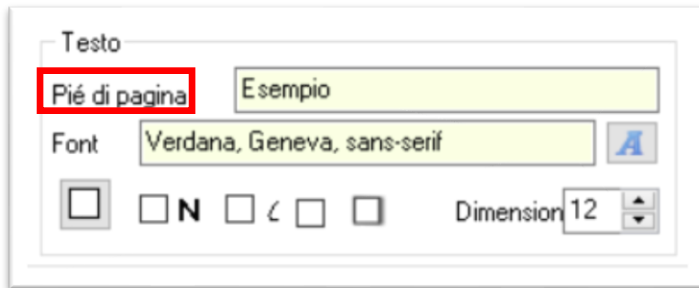 Testo
Pié di pagina Esempio
Font Verdana, Geneva, sans-serif A
N Dimension 12